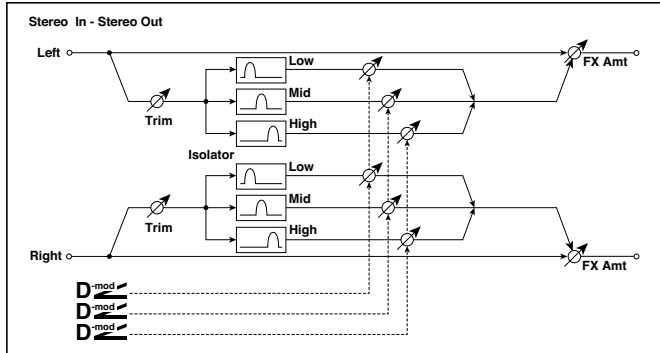 Stereo In - Stereo Out
Left
Low
FX Amt
Mid
Trim
High
Isolator
Low
Mid
Trim
High
Right
FX Amt
D-mod
D-mod
D-mod